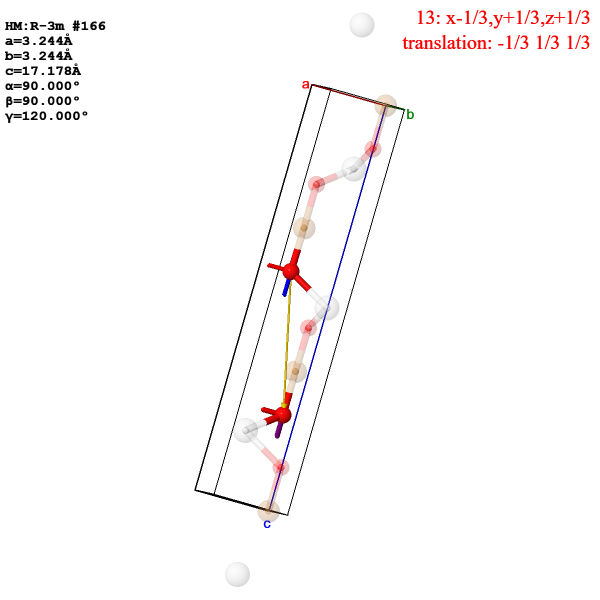 13: x-1/3,y+1/3,z+1/3
translation: -1/3 1/3 1/3
HM:R-3m #166
a=3.244Å
b=3.244Å
c=17.178Å
α=90.000°
β=90.000°
γ=120.000°
a
b
c